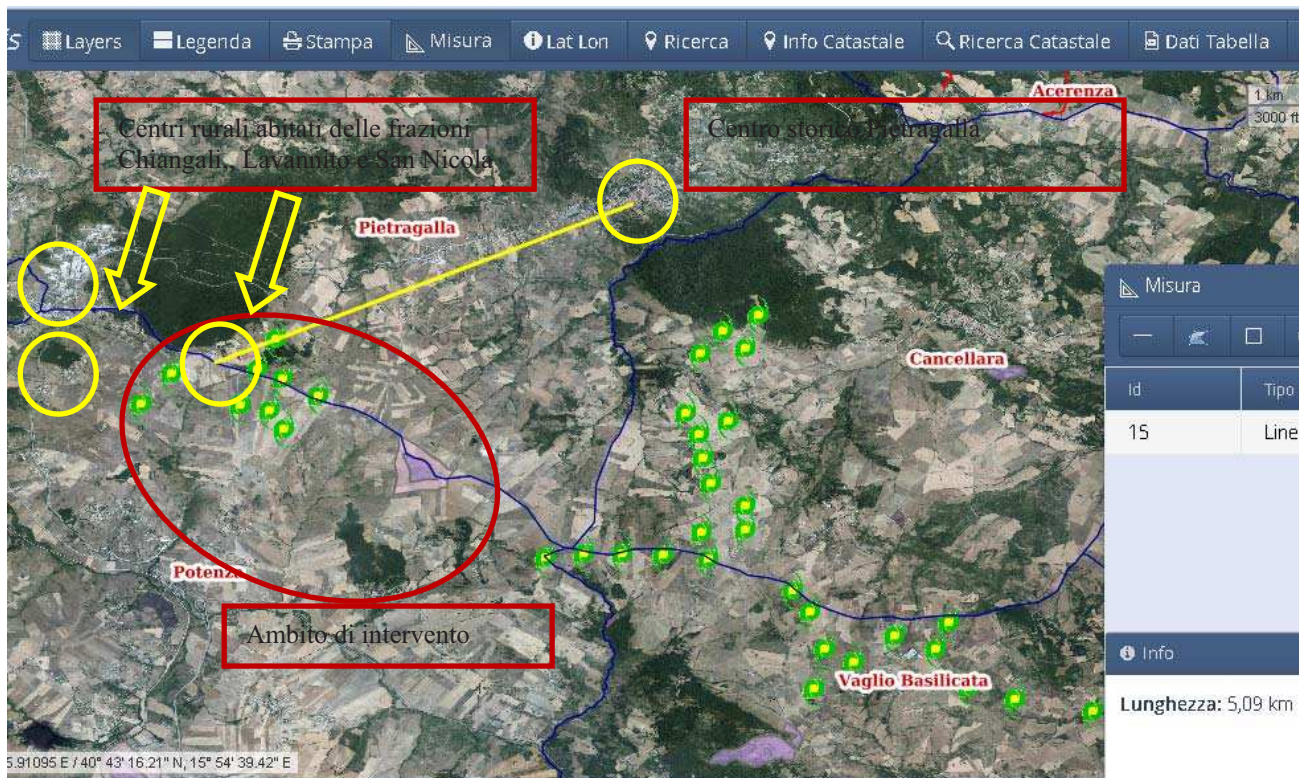 Layers Legenda Stampa Misura Lat Lon Ricerca Info Catastale Ricerca Catastale Dati Tabella
Acerenza
1 km
3000 ft
Centri rurali abitati delle frazioni
Chiangali,, Lavannito e San Nicola
Centro storico Pietragalla
Pietragalla
Misura
Cancellara
Id Tipo
15 Line
Potenza
Ambito di intervento
Info
Vaglio Basilicata
Lunghezza: 5,09 km
5.91095 E / 40° 43' 16.21" N, 15° 54' 39.42" E